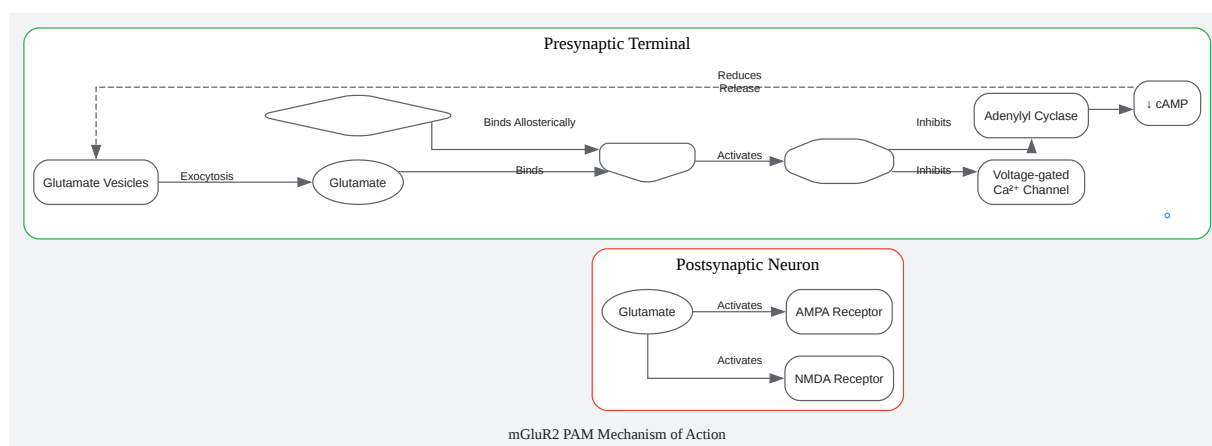 Presynaptic Terminal
Reduces
Release
Binds Allosterically
Inhibits
Adenylyl Cyclase
↓ cAMP
Glutamate Vesicles
Exocytosis
Glutamate
Binds
Activates
Inhibits
Voltage-gated
Ca²⁺ Channel
Postsynaptic Neuron
Glutamate
Activates
AMPA Receptor
Activates
NMDA Receptor
mGluR2 PAM Mechanism of Action